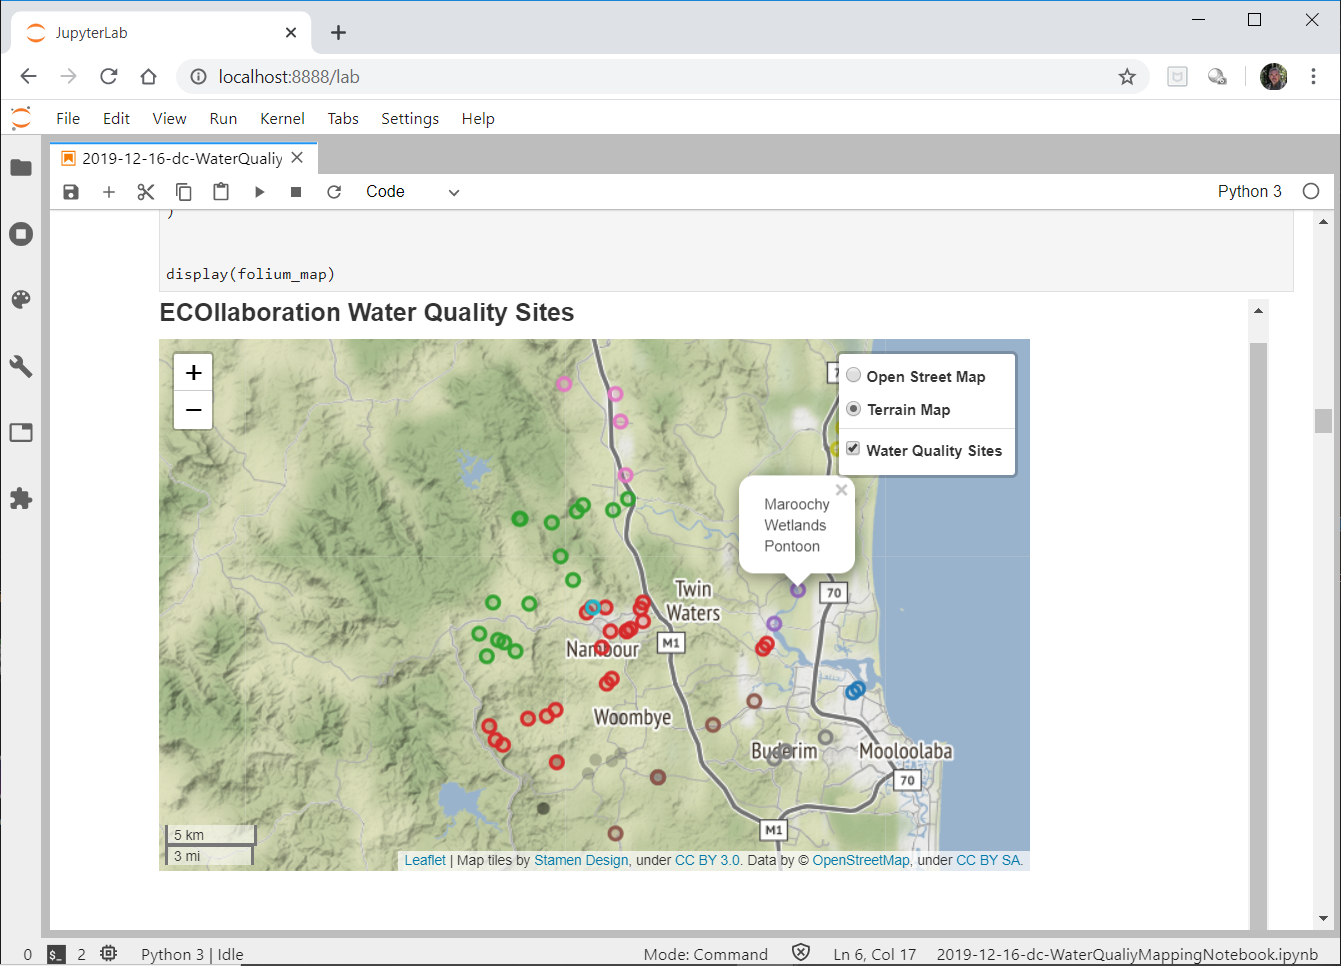 JupyterLab
localhost:8888/lab
File Edit View Run Kernel Tabs Settings Help
2019-12-16-dc-WaterQualiy
Code
Python 3
)
display(folium_map)
ECOllaboration Water Quality Sites
+
−
Open Street Map
Terrain Map
Water Quality Sites
Maroochy
Wetlands
Pontoon
70
Twin
Waters
M1
Nambour
Woombye
Buderim
Mooloolaba
70
M1
5 km
3 mi
Leaflet | Map tiles by Stamen Design, under CC BY 3.0. Data by © OpenStreetMap, under CC BY SA.
0 $_ 2 Python 3 | Idle Mode: Command Ln 6, Col 17 2019-12-16-dc-WaterQualiyMappingNotebook.ipynb